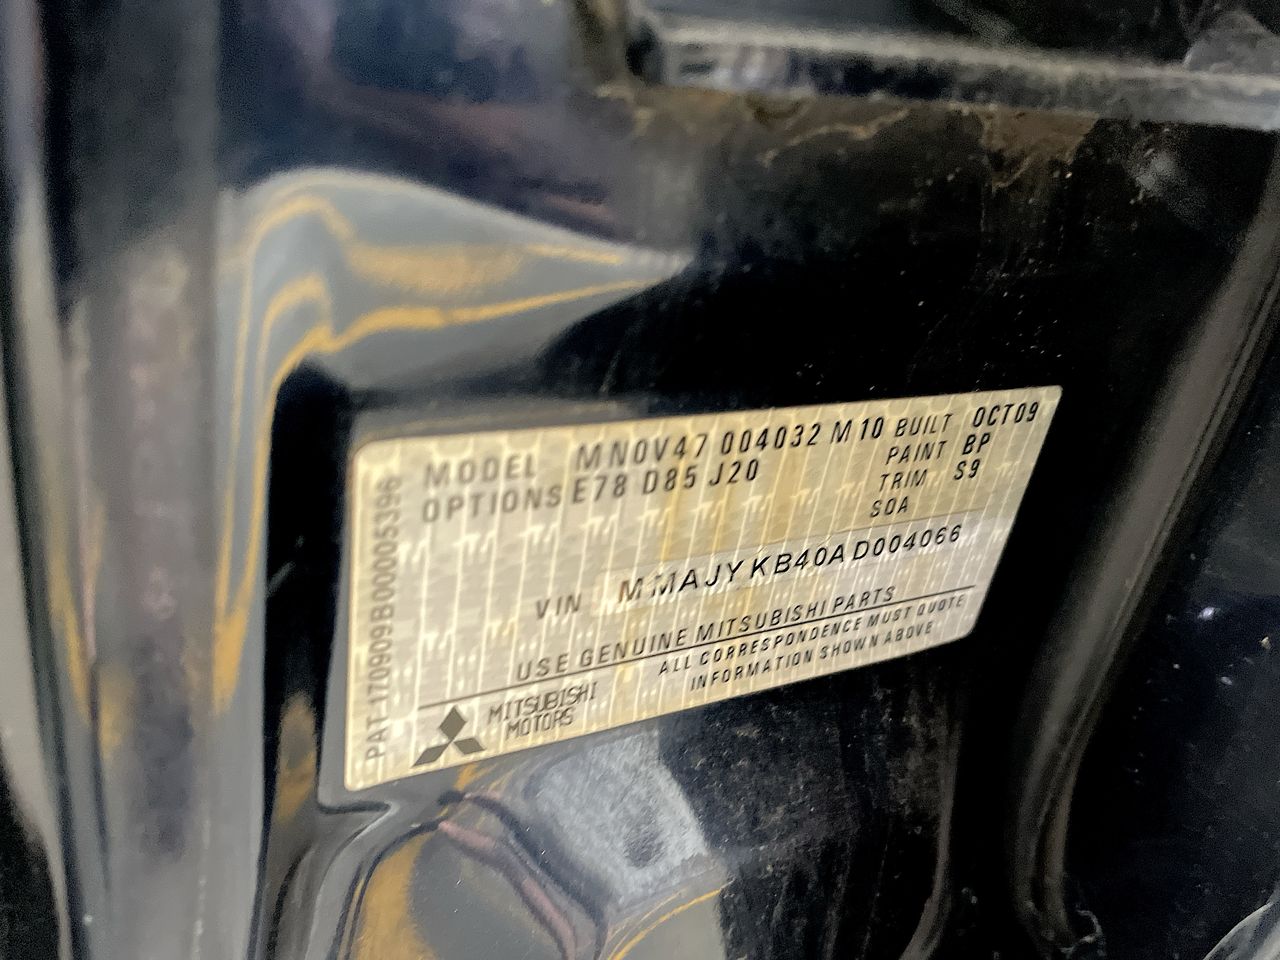 MODEL MN0V47 004032 M10 BUILT OCT09
OPTIONS E78 D85 J20 PAINT BP
TRIM S9
SOA
VIN MMAJYKB40AD004066
USE GENUINE MITSUBISHI PARTS
ALL CORRESPONDENCE MUST QUOTE
INFORMATION SHOWN ABOVE
MITSUBISHI
MOTORS
PAT-170909B000005396